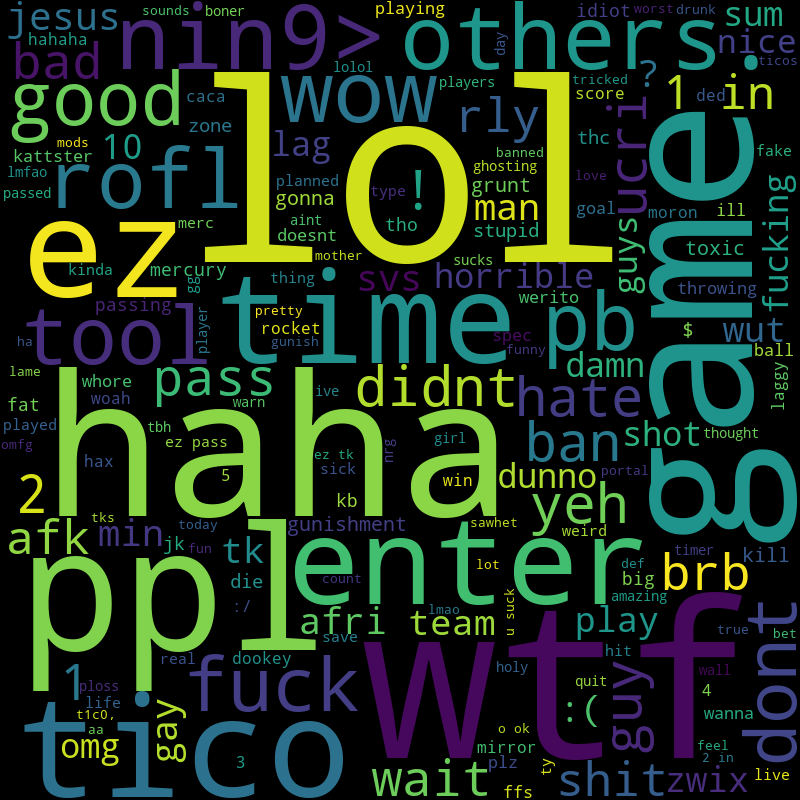 jesus
sounds
boner
nin9>
playing
others.
idiot
worst
drunk
sum
hahaha
bad
lolol
day
nice
ticos
good
lol
wow
caca
players
rly
tricked
score
?
1
ded
in
zone
mods
10
lag
banned
thc
ucri
game
fake
kattster
lmfao
rofl
planned
type
!
ghosting
love
passed
gonna
grunt
man
goal
moron
ill
fucking
ez
merc
aint
doesnt
tho
stupid
guys
toxic
mother
sucks
kinda
mercury
gg
thing
svs
horrible
throwing
passing
time
werito
pb
pretty
rocket
$
wut
ha
tool
player
gunish
spec
funny
damn
ball
lame
whore
pass
didnt
hate
laggy
fat
woah
warn
ive
haha
played
tbh
ez pass
girl
ban
shot
thought
omfg
hax
5
ez tk
sick
nrg
win
dunno
portal
2
kb
yeh
tks
today
gunishment
sawhet
weird
afk
min
jk
fun
tk
enter
timer
kill
ppl
die
count
lot
def
big
brb
:/
afri
lmao
team
u suck
amazing
play
true
bet
save
wtf
dont
1
real
dookey
hit
holy
wall
ploss
life
fuck
quit
guy
4
t1c0,
aa
gay
:(
wanna
tico
o ok
omg
mirror
feel
2 in
3
wait
plz
ty
shit
zwix
live
ffs